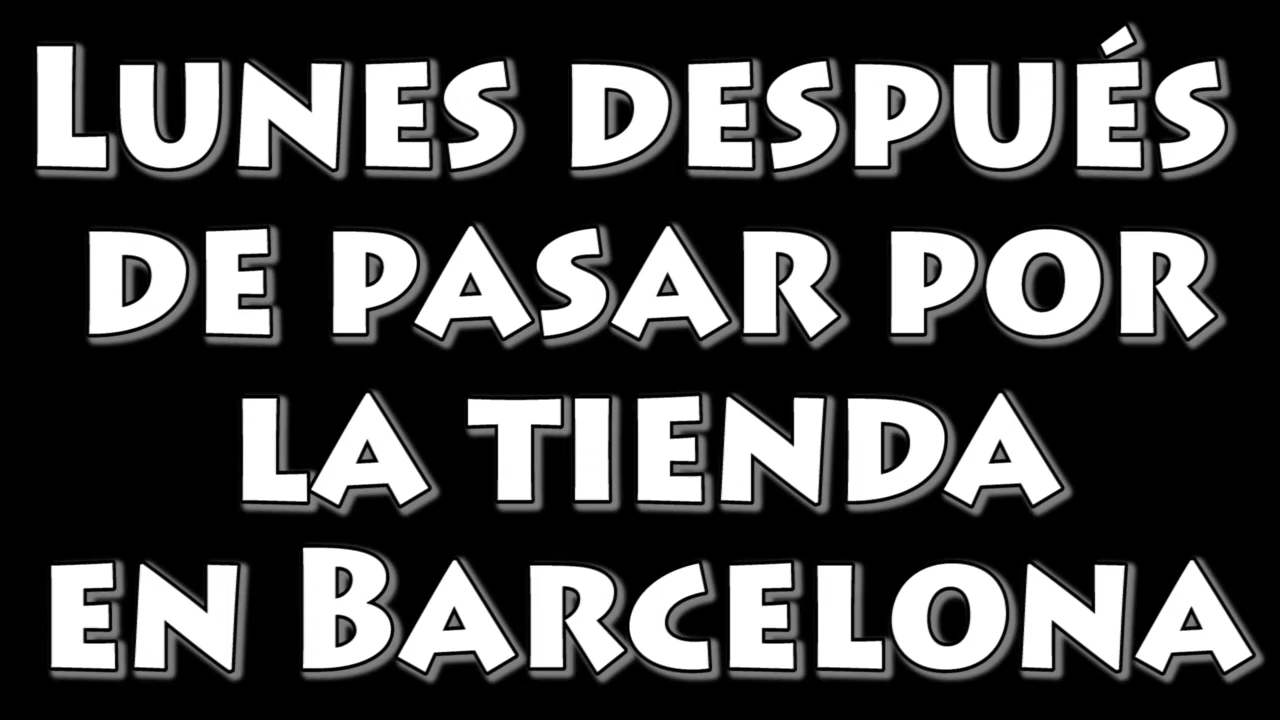 Lunes después
de pasar por
la tienda
en Barcelona